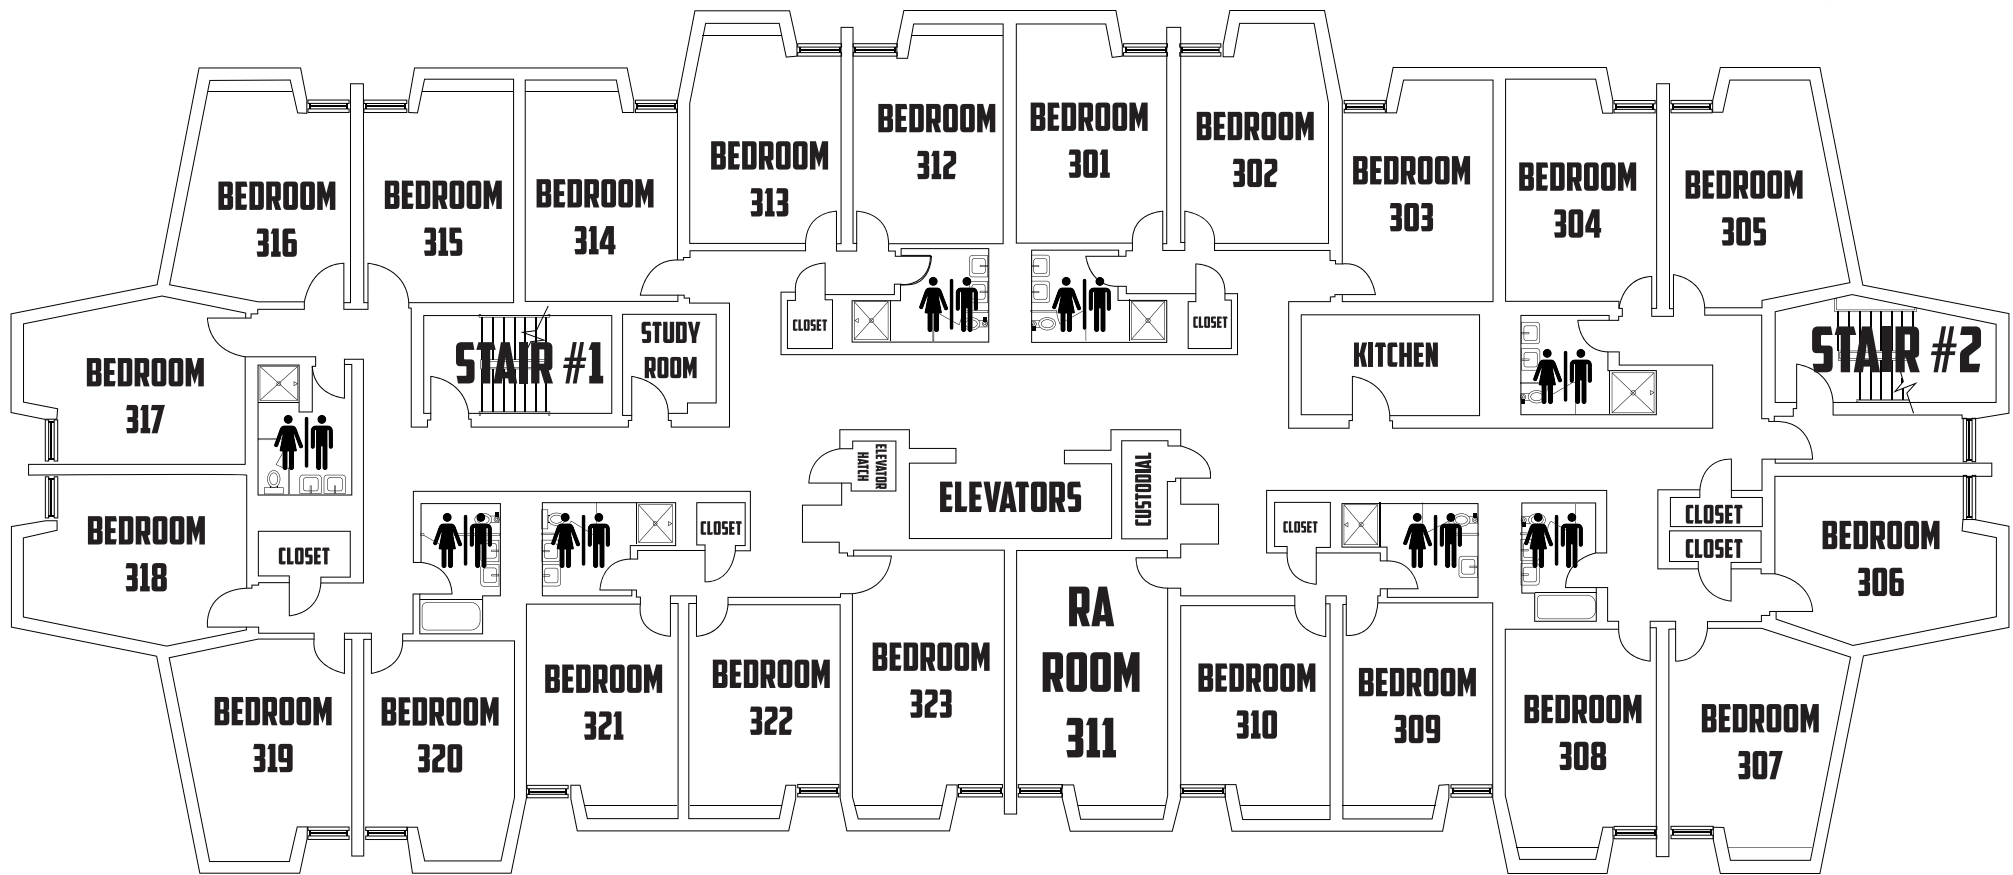 BEDROOM
316
BEDROOM
315
BEDROOM
314
BEDROOM
313
BEDROOM
312
BEDROOM
301
BEDROOM
302
BEDROOM
303
BEDROOM
304
BEDROOM
305
CLOSET
CLOSET
STAIR #1
STUDY
ROOM
KITCHEN
STAIR #2
BEDROOM
317
ELEVATOR
HATCH
ELEVATORS
CUSTODIAL
BEDROOM
318
CLOSET
CLOSET
CLOSET
CLOSET
CLOSET
BEDROOM
306
BEDROOM
319
BEDROOM
320
BEDROOM
321
BEDROOM
322
BEDROOM
323
RA
ROOM
311
BEDROOM
310
BEDROOM
309
BEDROOM
308
BEDROOM
307